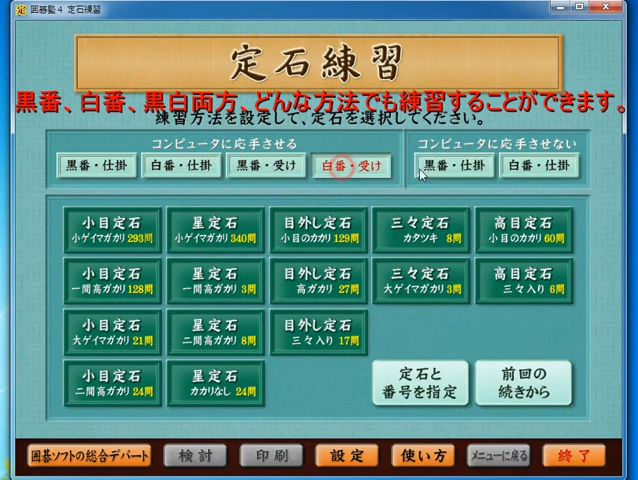 囲碁塾4 定石練習
定石練習
黒番、白番、黒白両方、どんな方法でも練習することができます。
練習方法を設定して、定石を選択してください。
コンピュータに応手させる
コンピュータに応手させない
黒番・仕掛
白番・仕掛
黒番・受け
白番・受け
黒番・仕掛
白番・仕掛
小目定石
小ゲイマガカリ 293問
星定石
小ゲイマガカリ 340問
目外し定石
小目のカカリ 129問
三々定石
カタツキ 8問
高目定石
小目のカカリ 60問
小目定石
一間高ガカリ 128問
星定石
一間高ガカリ 3問
目外し定石
高ガカリ 27問
三々定石
大ゲイマガカリ 3問
高目定石
三々入り 6問
小目定石
大ゲイマガカリ 21問
星定石
二間高ガカリ 8問
目外し定石
三々入り 17問
小目定石
二間高ガカリ 24問
星定石
カカリなし 24問
定石と
番号を指定
前回の
続きから
囲碁ソフトの総合デパート
検討
印刷
設定
使い方
メニューに戻る
終了